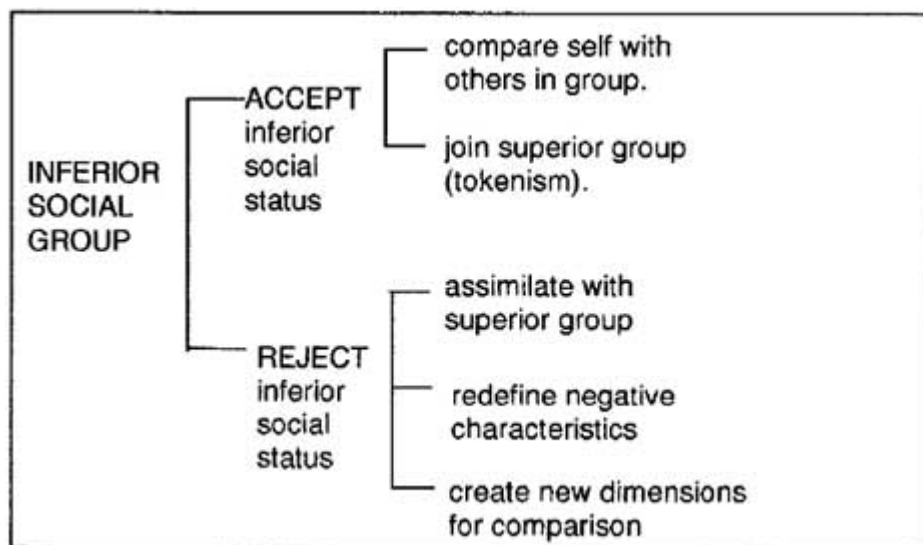 INFERIOR
SOCIAL
GROUP
ACCEPT
inferior
social
status
compare self with
others in group.
join superior group
(tokenism).
REJECT
inferior
social
status
assimilate with
superior group
redefine negative
characteristics
create new dimensions
for comparison